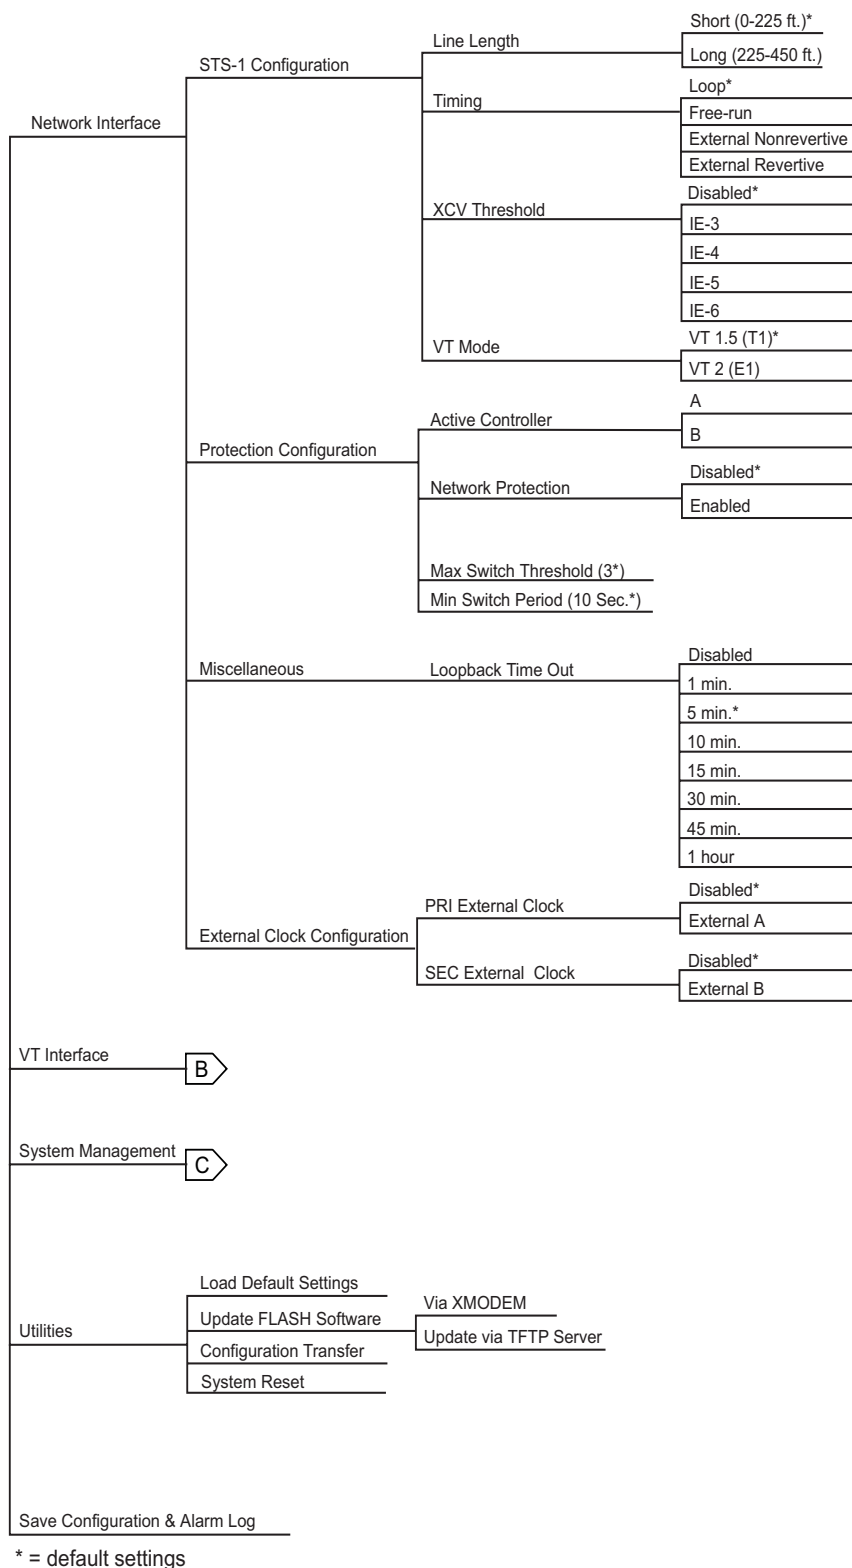 Network Interface
STS-1 Configuration
Line Length
Short (0-225 ft.)*
Long (225-450 ft.)
Timing
Loop*
Free-run
External Nonrevertive
External Revertive
XCV Threshold
Disabled*
IE-3
IE-4
IE-5
IE-6
VT Mode
VT 1.5 (T1)*
VT 2 (E1)
Protection Configuration
Active Controller
A
B
Network Protection
Disabled*
Enabled
Max Switch Threshold (3*)
Min Switch Period (10 Sec.*)
Miscellaneous
Loopback Time Out
Disabled
1 min.
5 min.*
10 min.
15 min.
30 min.
45 min.
1 hour
External Clock Configuration
PRI External Clock
Disabled*
External A
SEC External Clock
Disabled*
External B
VT Interface
B
System Management
C
Utilities
Load Default Settings
Update FLASH Software
Via XMODEM
Update via TFTP Server
Configuration Transfer
System Reset
Save Configuration & Alarm Log
* = default settings